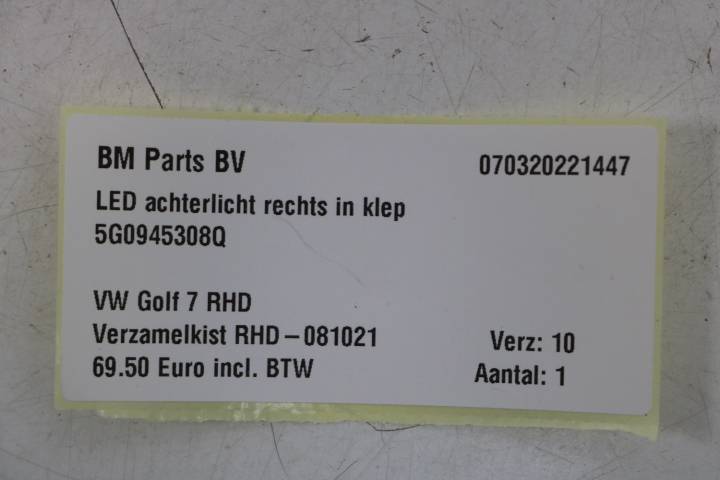 BM Parts BV 070320221447
LED achterlicht rechts in klep
5G0945308Q
VW Golf 7 RHD
Verzamelkist RHD-081021 Verz: 10
69.50 Euro incl. BTW Aantal: 1